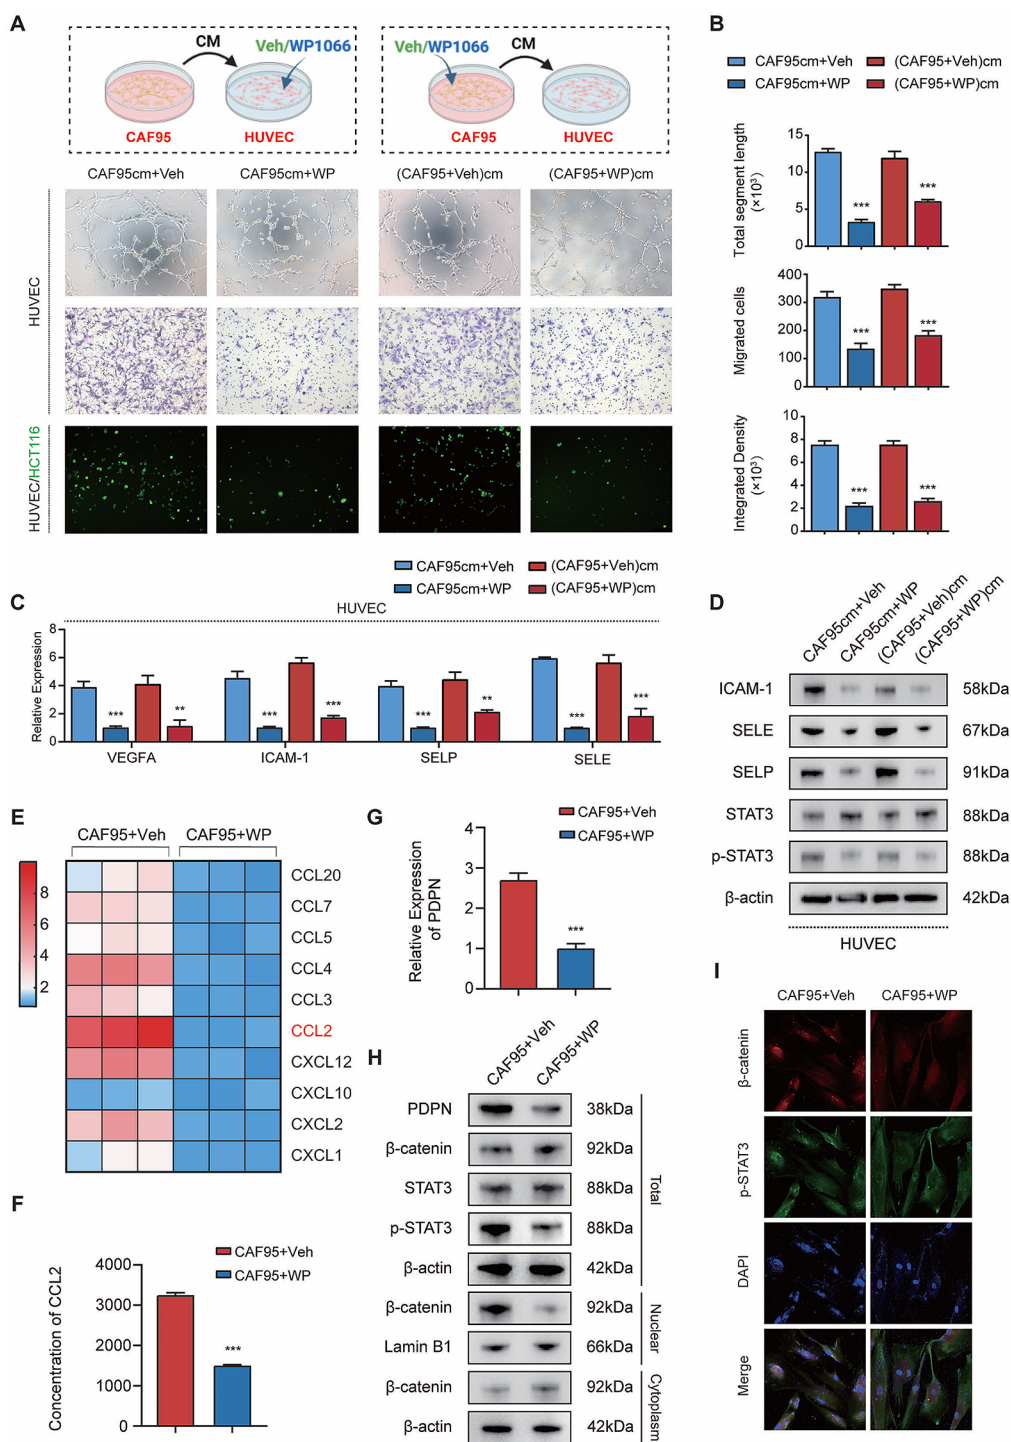 A
CM
Veh/WP1066
CAF95
HUVEC
Veh/WP1066
CM
CAF95
HUVEC
CAF95cm+Veh
CAF95cm+WP
(CAF95+Veh)cm
(CAF95+WP)cm
HUVEC
HUVEC/HCT116
B
CAF95cm+Veh
(CAF95+Veh)cm
CAF95cm+WP
(CAF95+WP)cm
Total segment length
(×10³)
15
10
5
0
***
***
Migrated cells
400
300
200
100
0
***
***
Integrated Density
(×10³)
8
6
4
2
0
***
***
CAF95cm+Veh
(CAF95+Veh)cm
CAF95cm+WP
(CAF95+WP)cm
C
HUVEC
Relative Expression
8
6
4
2
0
***
**
***
***
***
**
***
***
VEGFA
ICAM-1
SELP
SELE
D
CAF95cm+Veh
CAF95cm+WP
(CAF95+Veh)cm
(CAF95+WP)cm
ICAM-1
58kDa
SELE
67kDa
SELP
91kDa
STAT3
88kDa
p-STAT3
88kDa
β-actin
42kDa
HUVEC
E
CAF95+Veh
CAF95+WP
8
6
4
2
CCL20
CCL7
CCL5
CCL4
CCL3
CCL2
CXCL12
CXCL10
CXCL2
CXCL1
F
CAF95+Veh
CAF95+WP
Concentration of CCL2
4000
3000
2000
1000
0
***
G
CAF95+Veh
CAF95+WP
Relative Expression
of PDPN
4
3
2
1
0
***
H
CAF95+Veh
CAF95+WP
PDPN
38kDa
β-catenin
92kDa
STAT3
88kDa
p-STAT3
88kDa
β-actin
42kDa
Total
β-catenin
92kDa
Lamin B1
66kDa
Nuclear
β-catenin
92kDa
β-actin
42kDa
Cytoplasm
I
CAF95+Veh
CAF95+WP
β-catenin
p-STAT3
DAPI
Merge